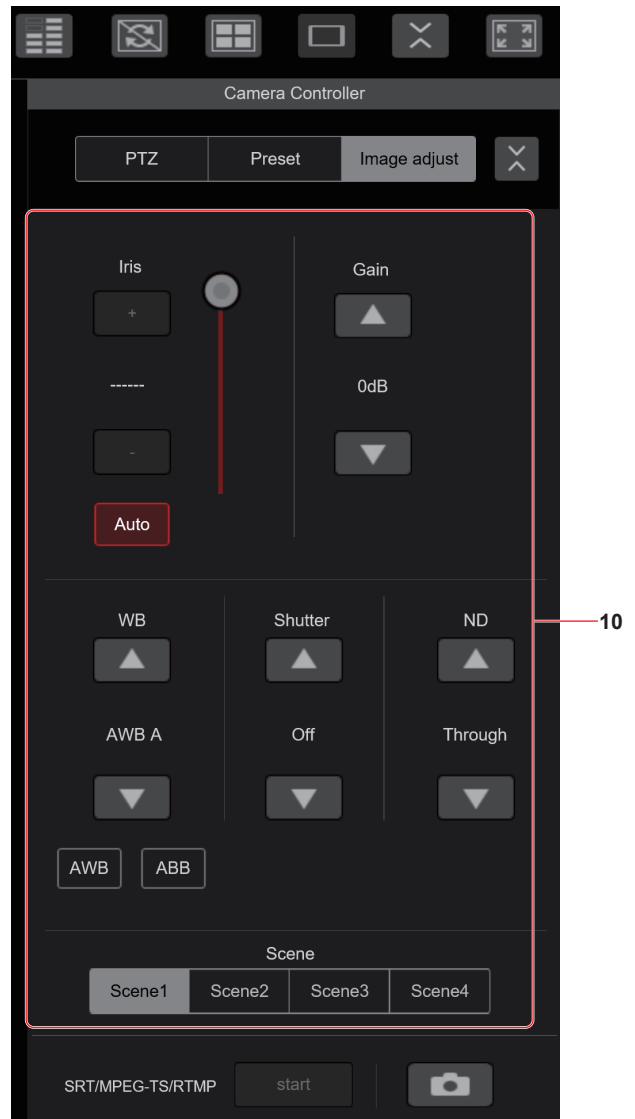 Camera Controller
PTZ Preset Image adjust
Iris Gain
+
------ 0dB
-
Auto
WB Shutter ND
10
AWB A Off Through
AWB ABB
Scene
Scene1 Scene2 Scene3 Scene4
SRT/MPEG-TS/RTMP start